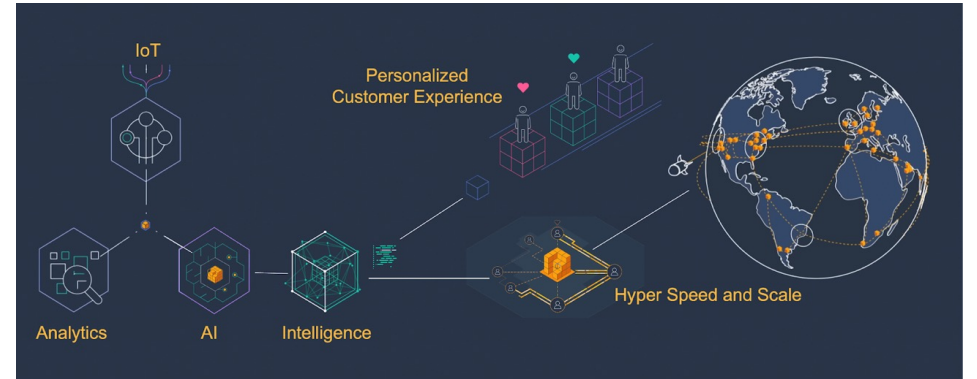 IoT
Personalized
Customer Experience
Analytics
AI
Intelligence
Hyper Speed and Scale